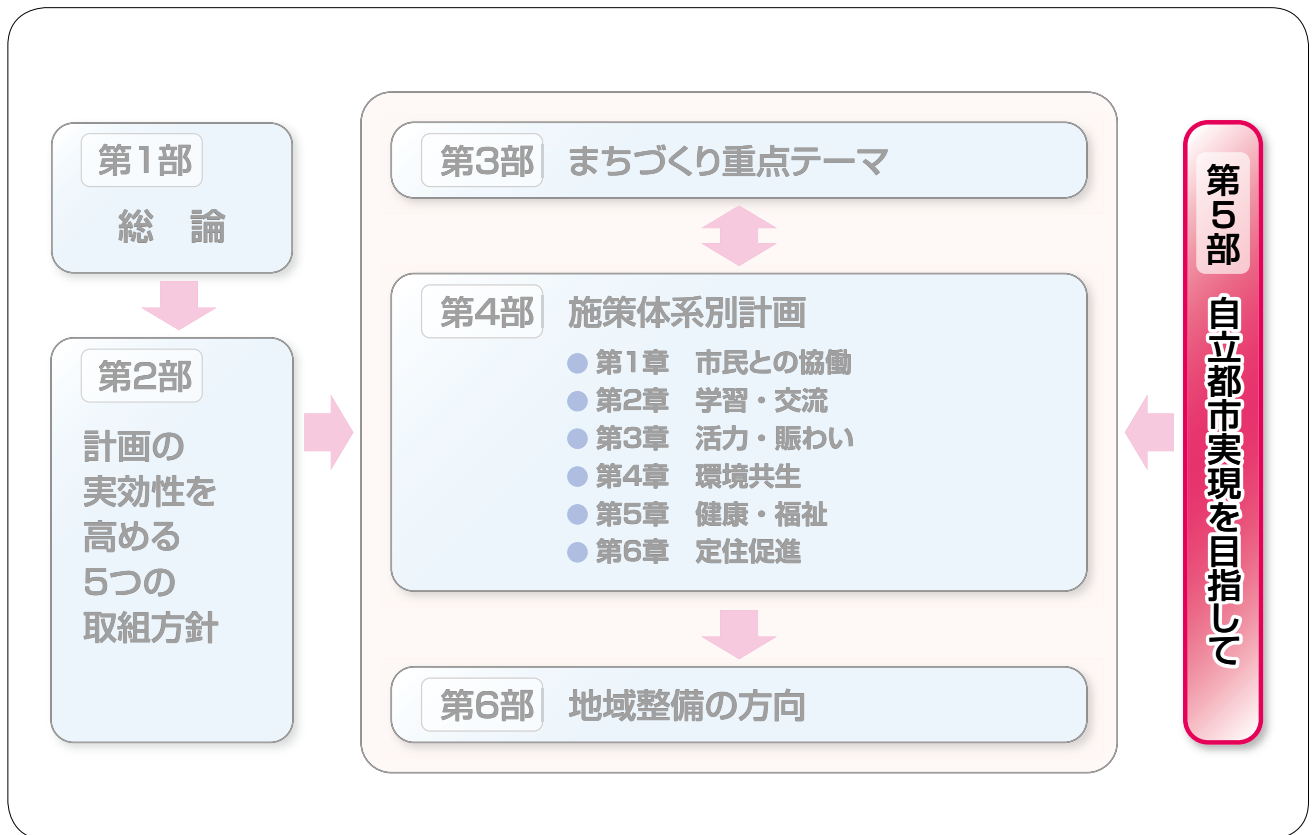 第1部
総　論
第2部
計画の
実効性を
高める
5つの
取組方針
第3部 まちづくり重点テーマ
第4部 施策体系別計画
● 第1章　市民との協働
● 第2章　学習・交流
● 第3章　活力・賑わい
● 第4章　環境共生
● 第5章　健康・福祉
● 第6章　定住促進
第6部 地域整備の方向
第5部 自立都市実現を目指して